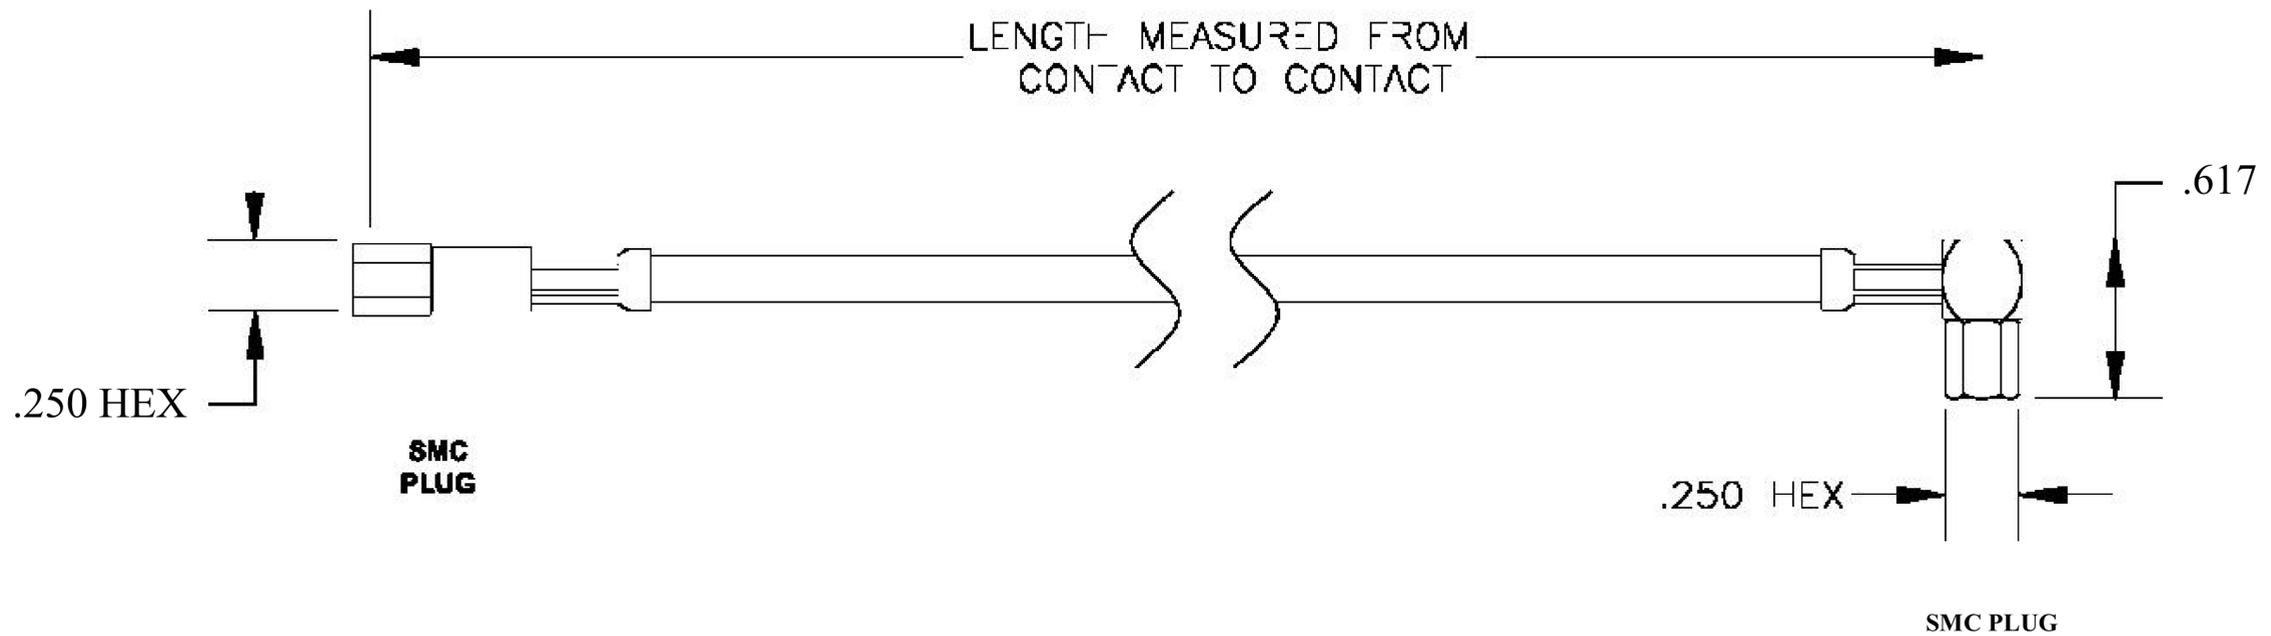 LENGTH MEASURED FROM
CONTACT TO CONTACT
.617
.250 HEX
SMC
PLUG
.250 HEX
SMC PLUG